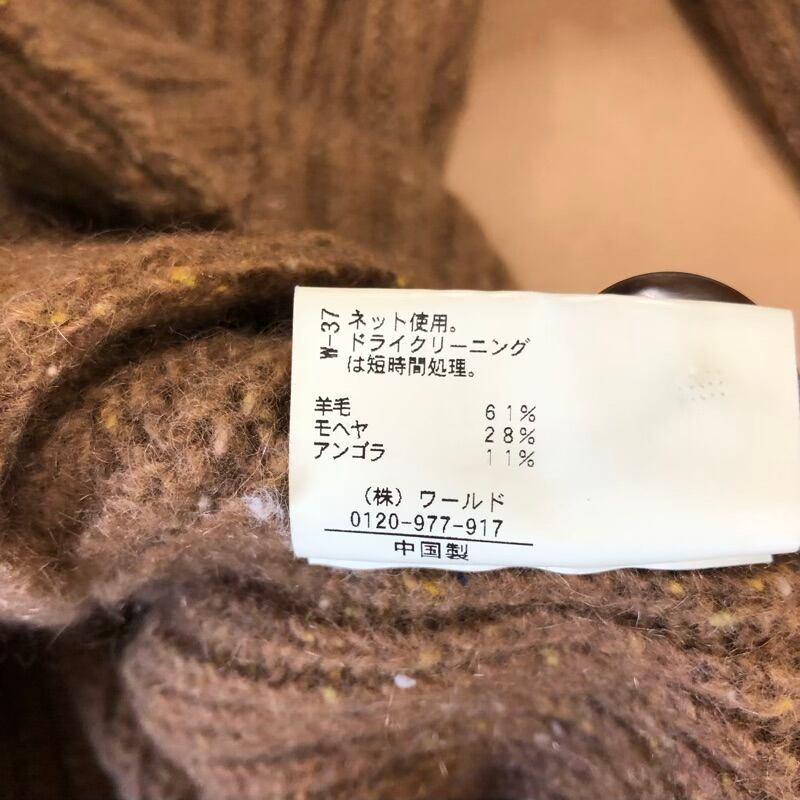 W-37
ネット使用。
ドライクリーニング
は短時間処理。
羊毛 61%
モヘヤ 28%
アンゴラ 11%
（株）ワールド
0120-977-917
中国製